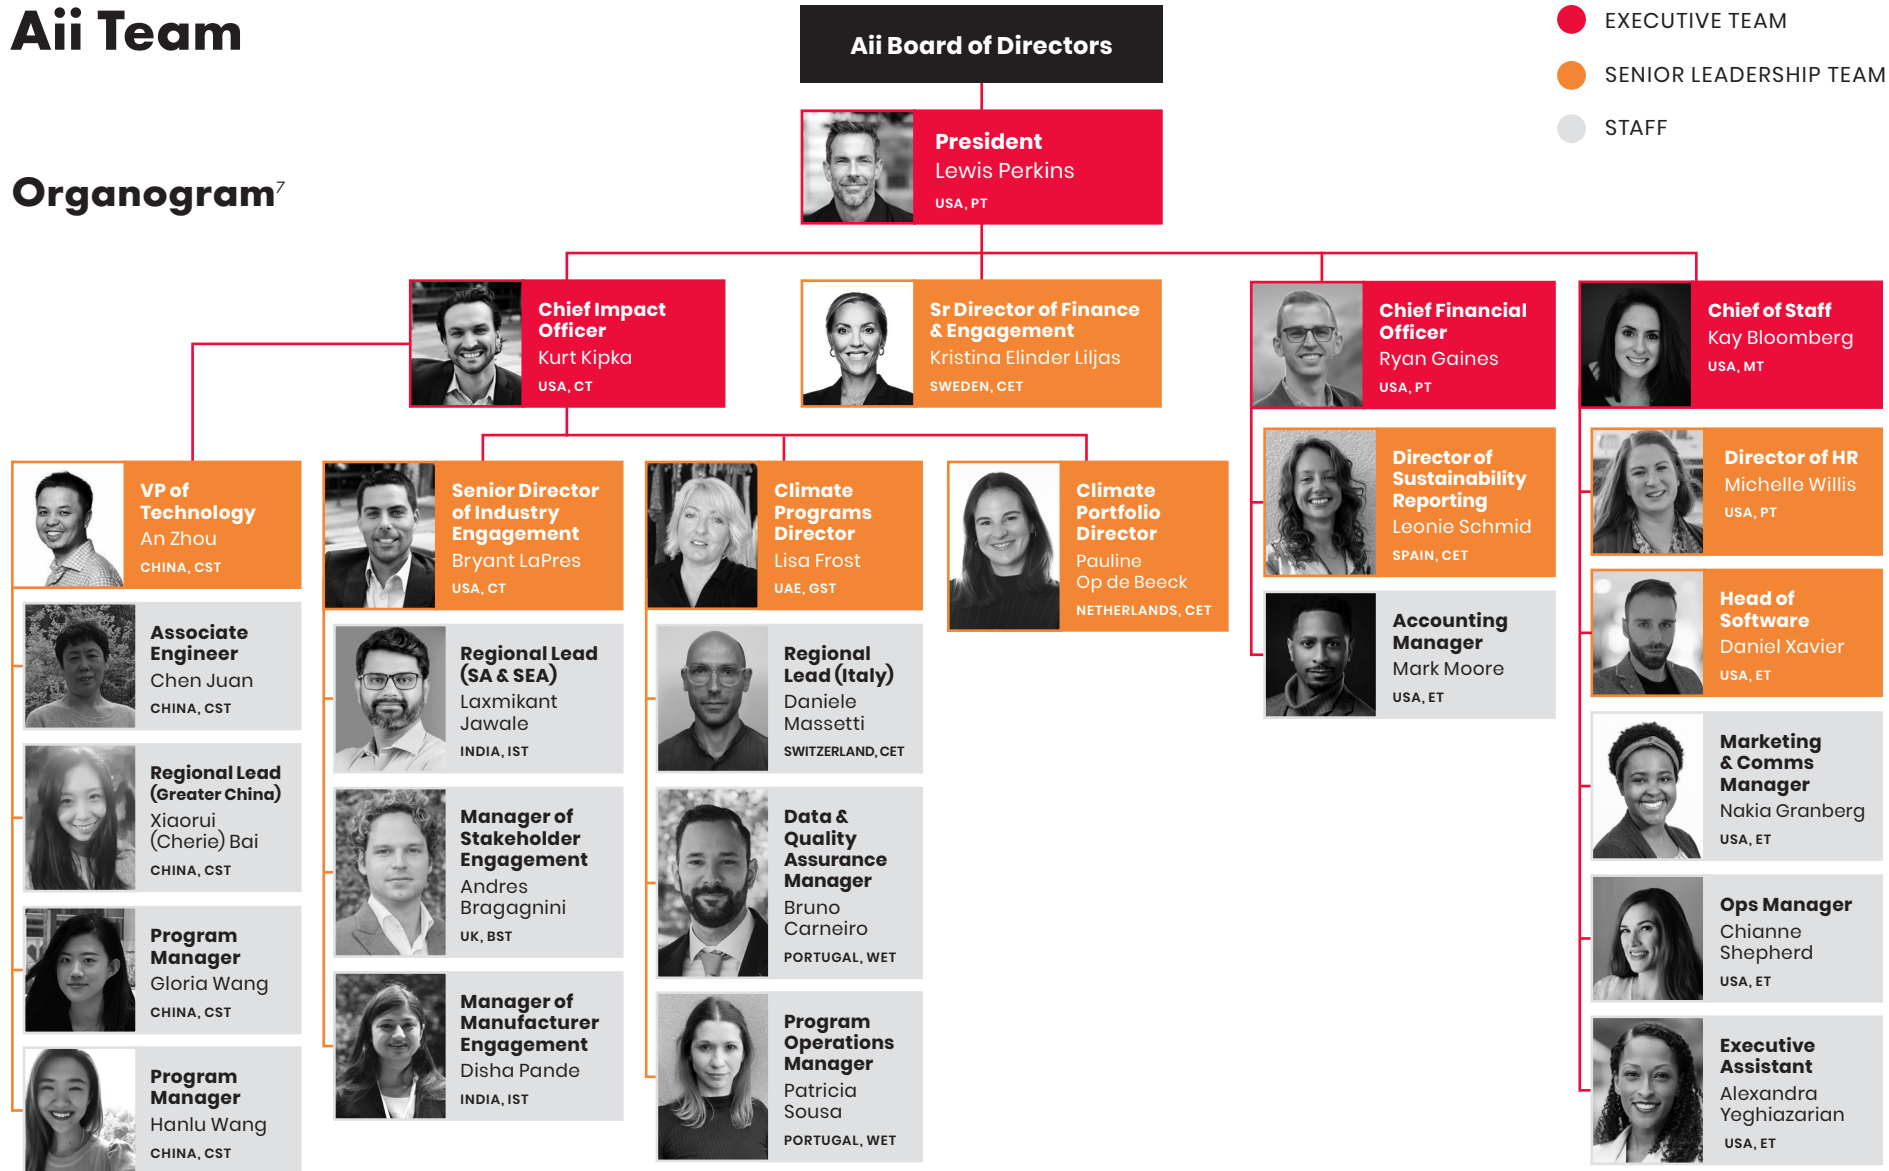 Aii Team
Organogram⁷
EXECUTIVE TEAM
SENIOR LEADERSHIP TEAM
STAFF
Aii Board of Directors
President
Lewis Perkins
USA, PT
Chief Impact
Officer
Kurt Kipka
USA, CT
Sr Director of Finance
& Engagement
Kristina Elinder Liljas
SWEDEN, CET
Chief Financial
Officer
Ryan Gaines
USA, PT
Chief of Staff
Kay Bloomberg
USA, MT
VP of
Technology
An Zhou
CHINA, CST
Associate
Engineer
Chen Juan
CHINA, CST
Regional Lead
(Greater China)
Xiaorui
(Cherie) Bai
CHINA, CST
Program
Manager
Gloria Wang
CHINA, CST
Program
Manager
Hanlu Wang
CHINA, CST
Senior Director
of Industry
Engagement
Bryant LaPres
USA, CT
Regional Lead
(SA & SEA)
Laxmikant
Jawale
INDIA, IST
Manager of
Stakeholder
Engagement
Andres
Bragagnini
UK, BST
Manager of
Manufacturer
Engagement
Disha Pande
INDIA, IST
Climate
Programs
Director
Lisa Frost
UAE, GST
Regional
Lead (Italy)
Daniele
Massetti
SWITZERLAND, CET
Data &
Quality
Assurance
Manager
Bruno
Carneiro
PORTUGAL, WET
Program
Operations
Manager
Patricia
Sousa
PORTUGAL, WET
Climate
Portfolio
Director
Pauline
Op de Beeck
NETHERLANDS, CET
Director of
Sustainability
Reporting
Leonie Schmid
SPAIN, CET
Accounting
Manager
Mark Moore
USA, ET
Director of HR
Michelle Willis
USA, PT
Head of
Software
Daniel Xavier
USA, ET
Marketing
& Comms
Manager
Nakia Granberg
USA, ET
Ops Manager
Chianne
Shepherd
USA, ET
Executive
Assistant
Alexandra
Yeghiazarian
USA, ET